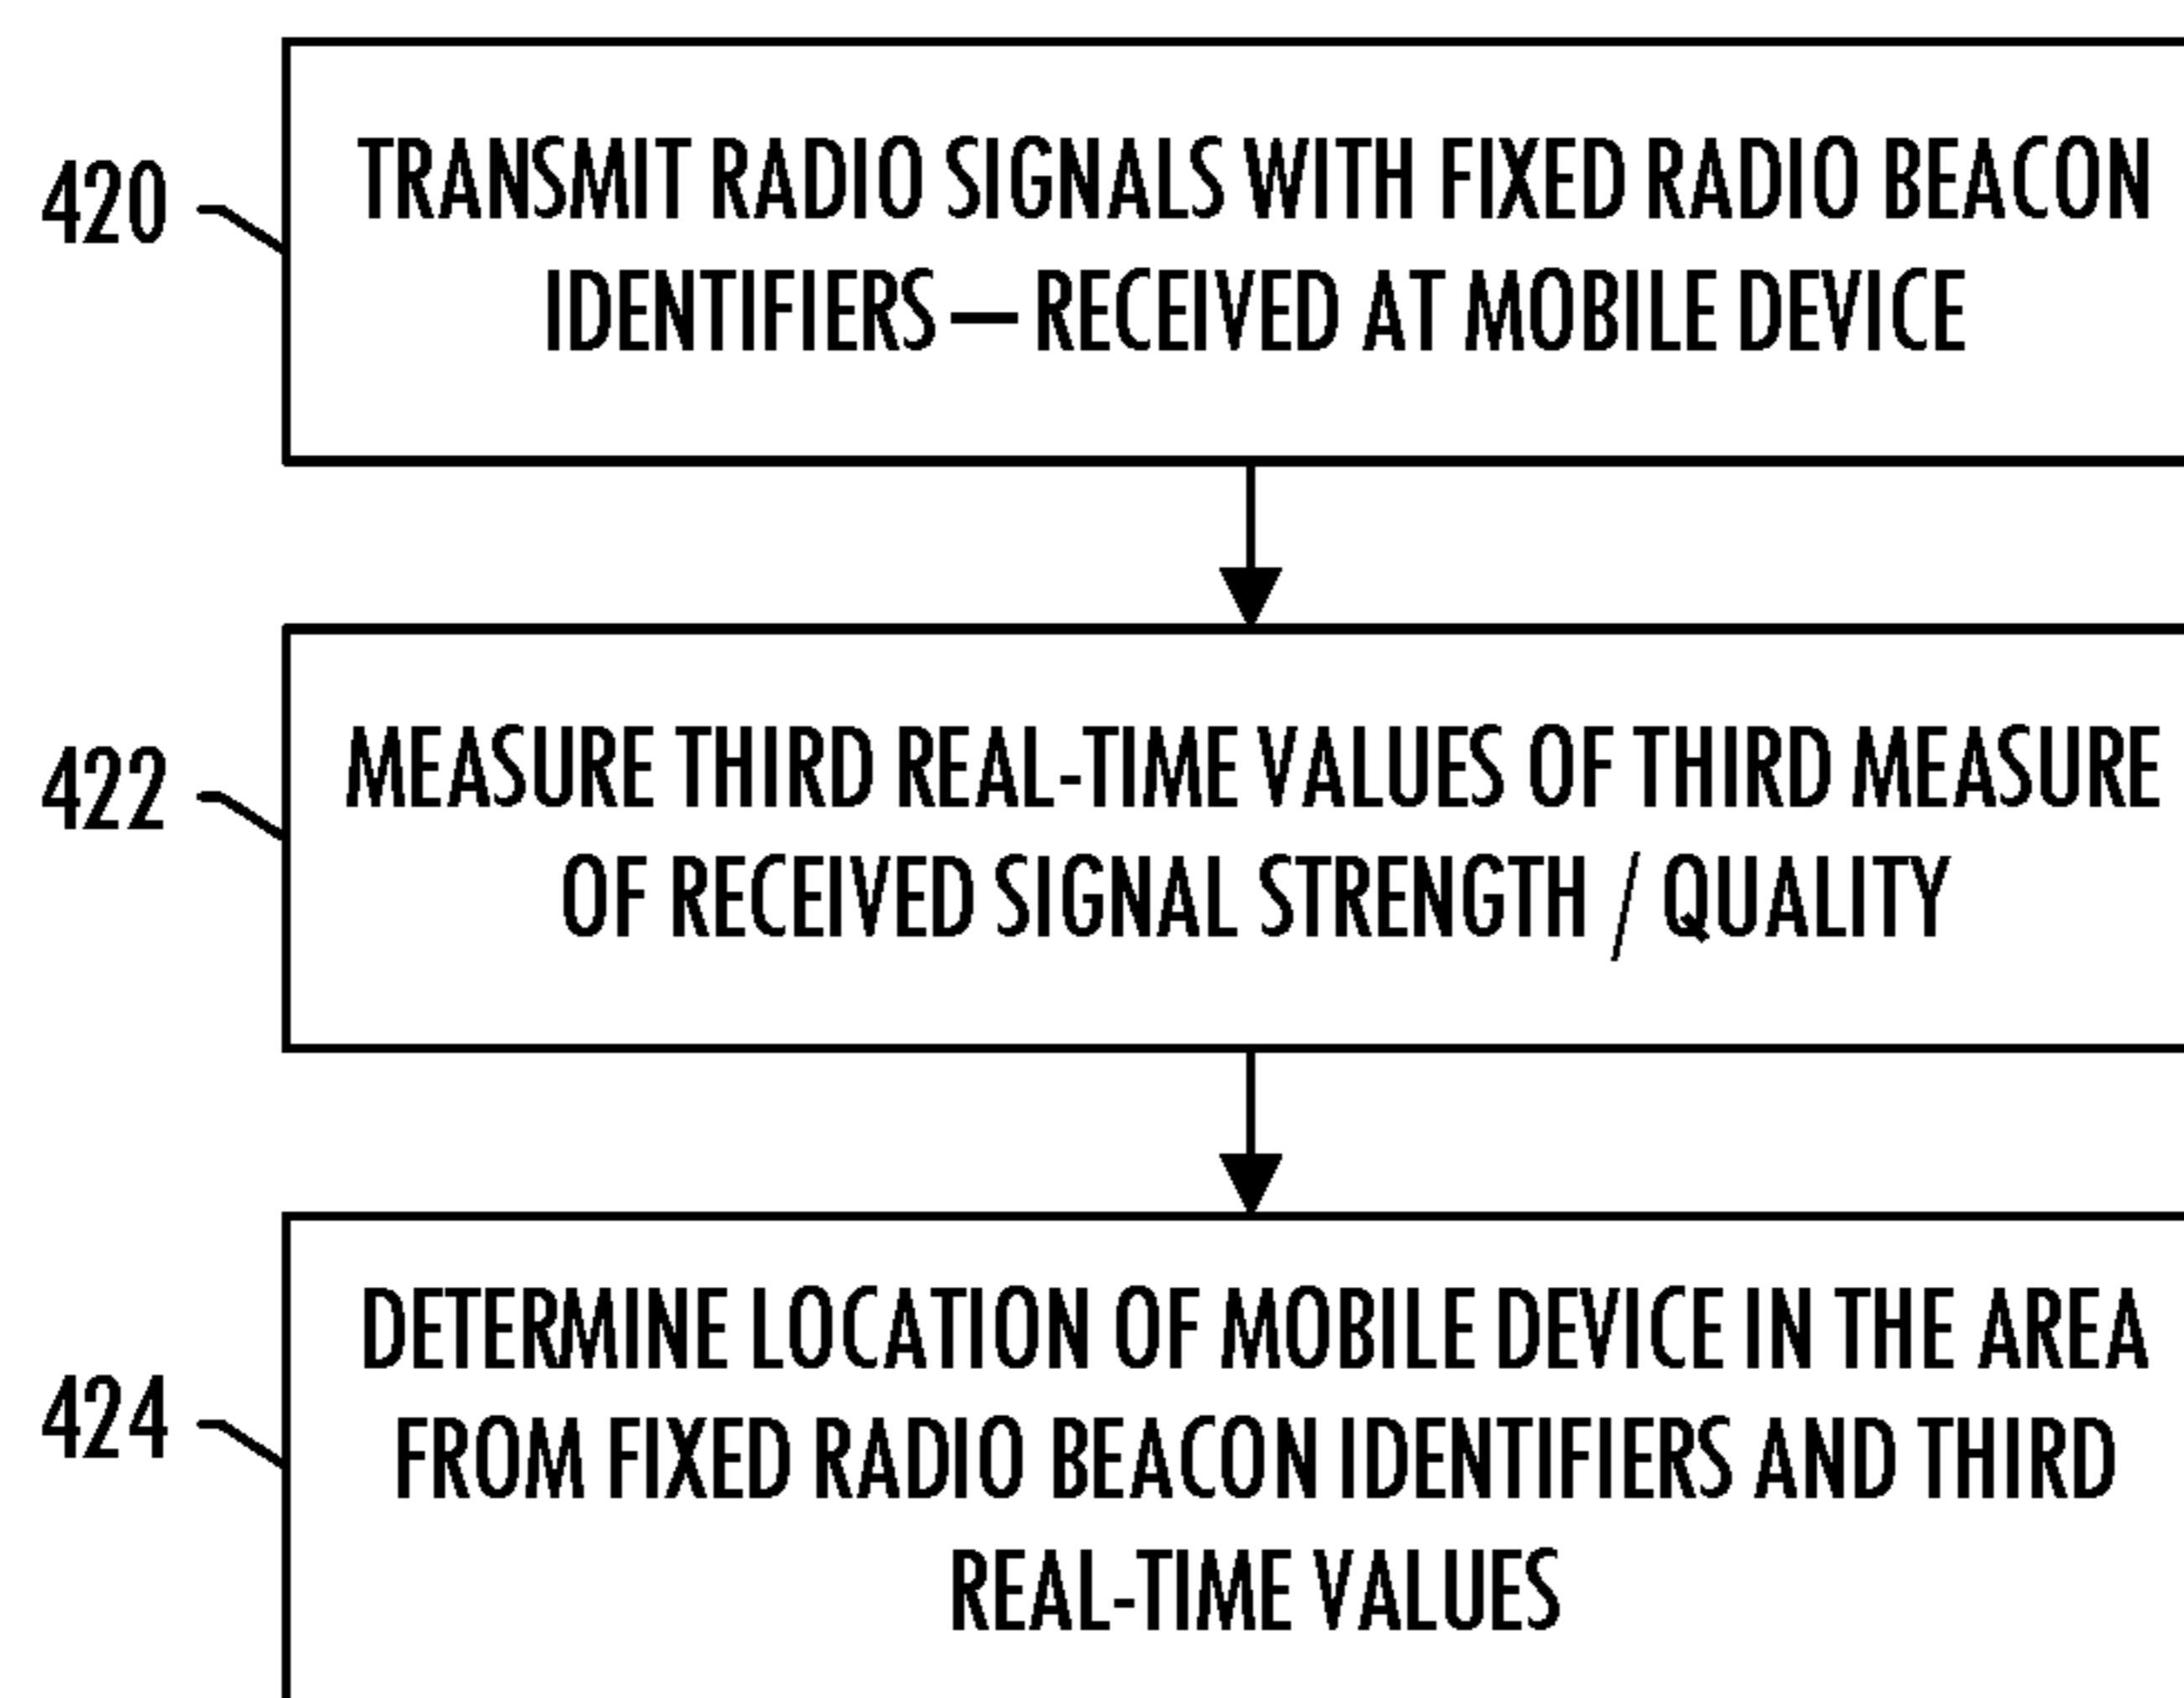 420
TRANSMIT RADIO SIGNALS WITH FIXED RADIO BEACON
IDENTIFIERS—RECEIVED AT MOBILE DEVICE
422
MEASURE THIRD REAL-TIME VALUES OF THIRD MEASURE
OF RECEIVED SIGNAL STRENGTH / QUALITY
424
DETERMINE LOCATION OF MOBILE DEVICE IN THE AREA
FROM FIXED RADIO BEACON IDENTIFIERS AND THIRD
REAL-TIME VALUES